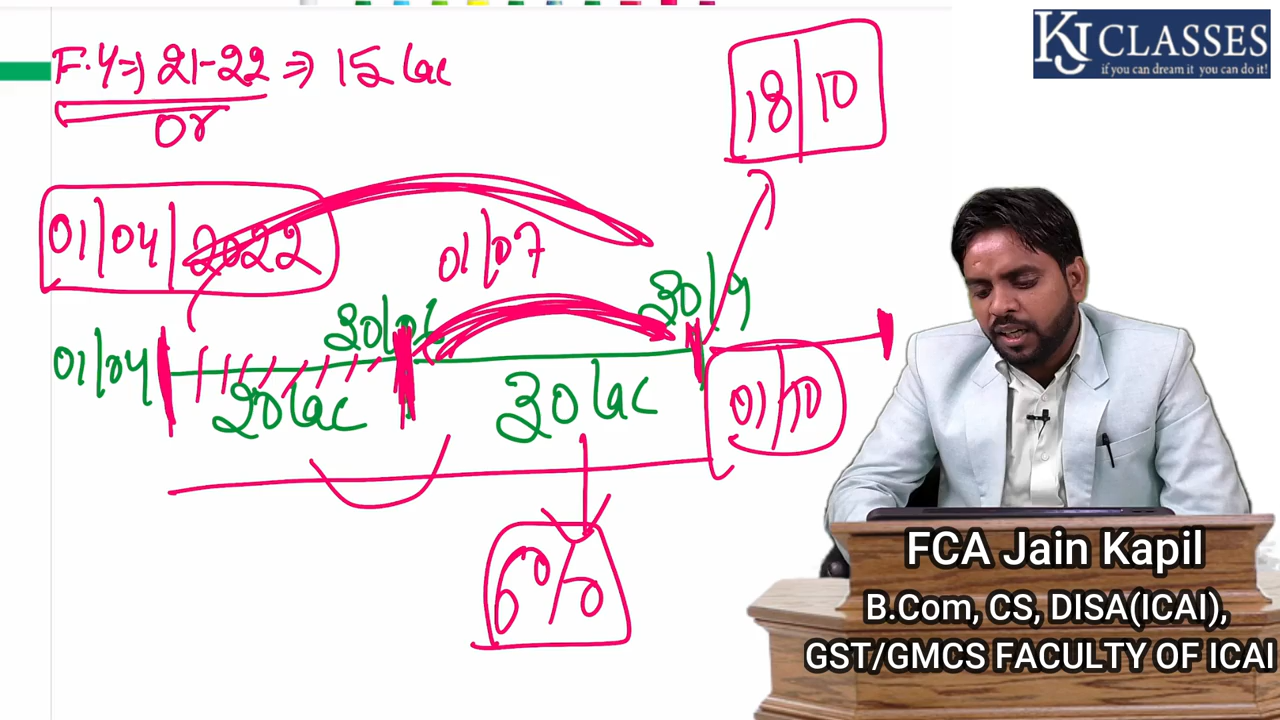 F.Y ⇒ 21-22 ⇒ 15 lac
or
18|10
01|04|2022
01|07
30|9
01|04
20 lac
30 lac
01|10
6%
KJ CLASSES
if you can dream it you can do it!
FCA Jain Kapil
B.Com, CS, DISA(ICAI),
GST/GMCS FACULTY OF ICAI